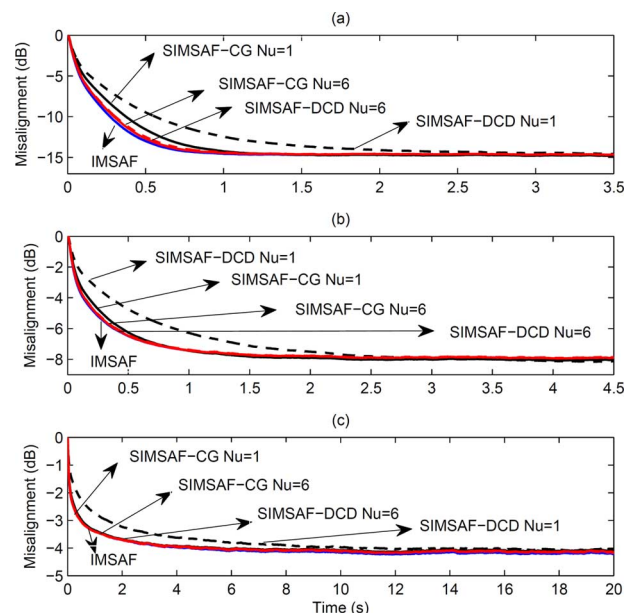 (a)
Misalignment (dB)
0
−5
−10
−15
SIMSAF−CG Nu=1
SIMSAF−CG Nu=6
SIMSAF−DCD Nu=6
SIMSAF−DCD Nu=1
IMSAF
0 0.5 1 1.5 2 2.5 3 3.5
(b)
Misalignment (dB)
0
−2
−4
−6
−8
SIMSAF−DCD Nu=1
SIMSAF−CG Nu=1
SIMSAF−CG Nu=6
SIMSAF−DCD Nu=6
IMSAF
0 0.5 1 1.5 2 2.5 3 3.5 4 4.5
(c)
Misalignment (dB)
0
−1
−2
−3
−4
−5
SIMSAF−CG Nu=1
SIMSAF−CG Nu=6
SIMSAF−DCD Nu=6
SIMSAF−DCD Nu=1
IMSAF
0 2 4 6 8 10 12 14 16 18 20
Time (s)